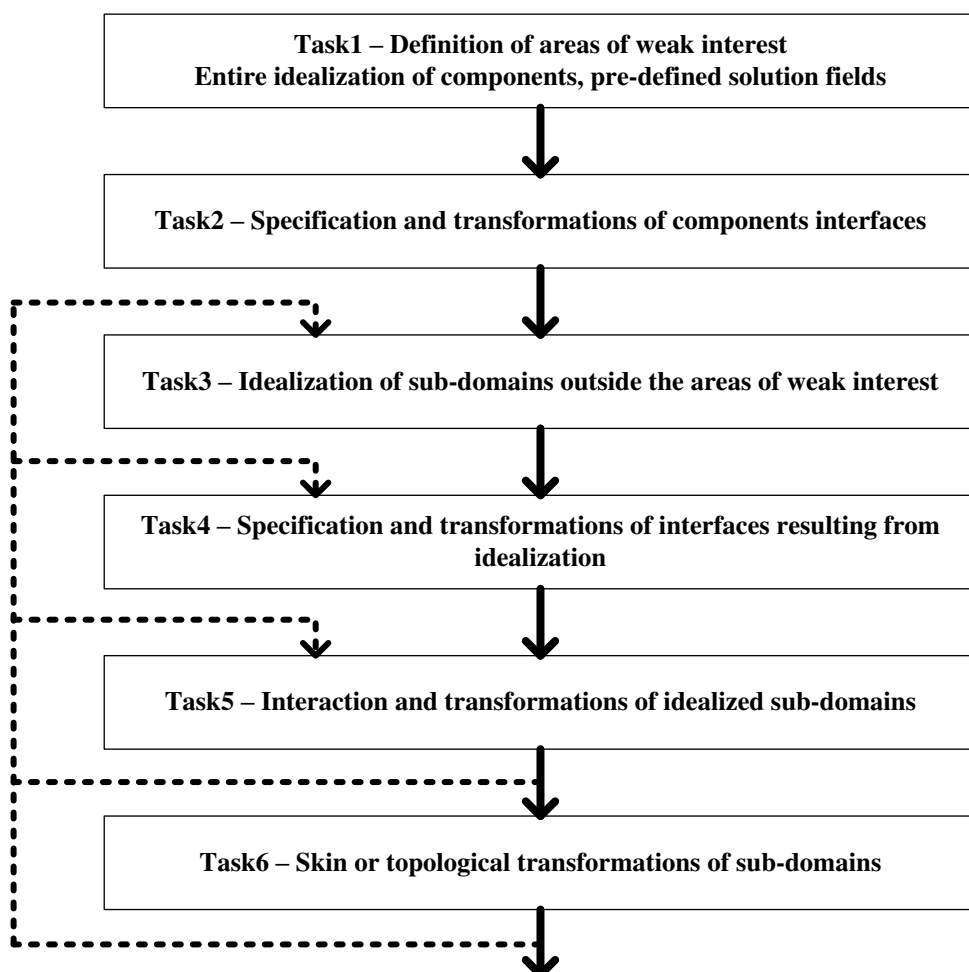 Task1 – Definition of areas of weak interest
Entire idealization of components, pre-defined solution fields
Task2 – Specification and transformations of components interfaces
Task3 – Idealization of sub-domains outside the areas of weak interest
Task4 – Specification and transformations of interfaces resulting from
idealization
Task5 – Interaction and transformations of idealized sub-domains
Task6 – Skin or topological transformations of sub-domains